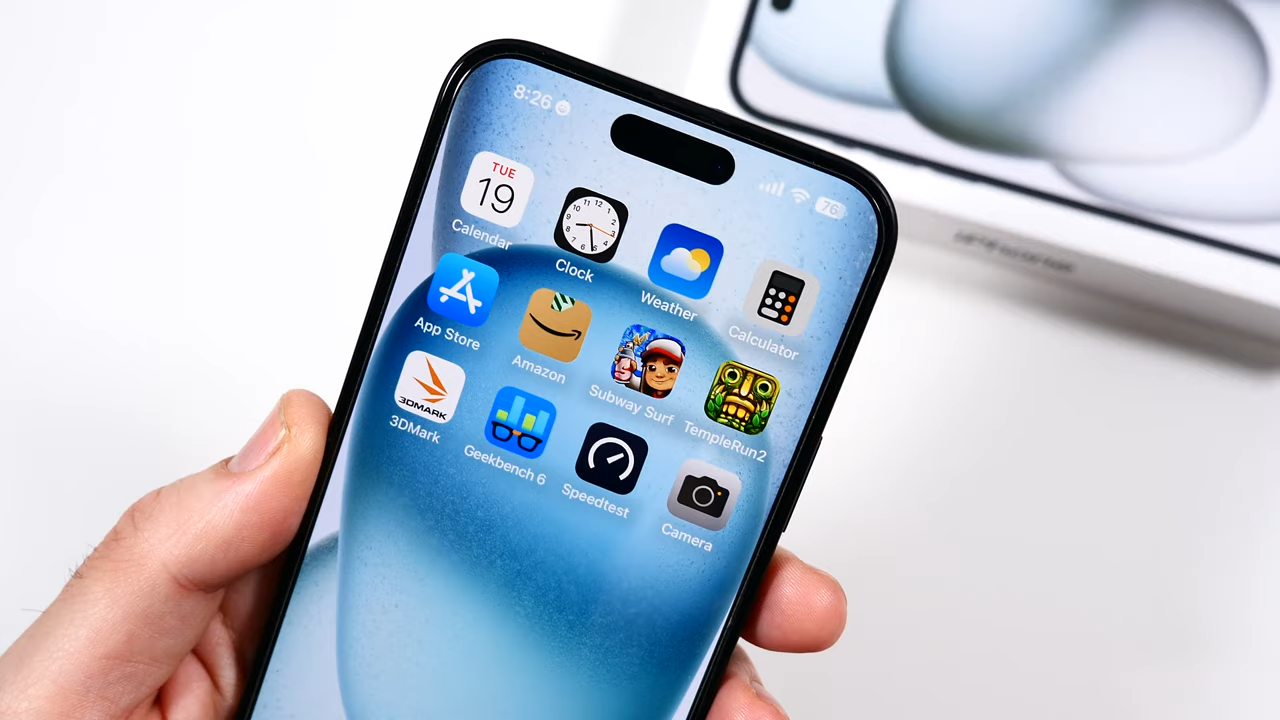 8:26
76
TUE
19
Calendar
Clock
Weather
Calculator
App Store
Amazon
Subway Surf
TempleRun2
3DMARK
3DMark
Geekbench 6
Speedtest
Camera